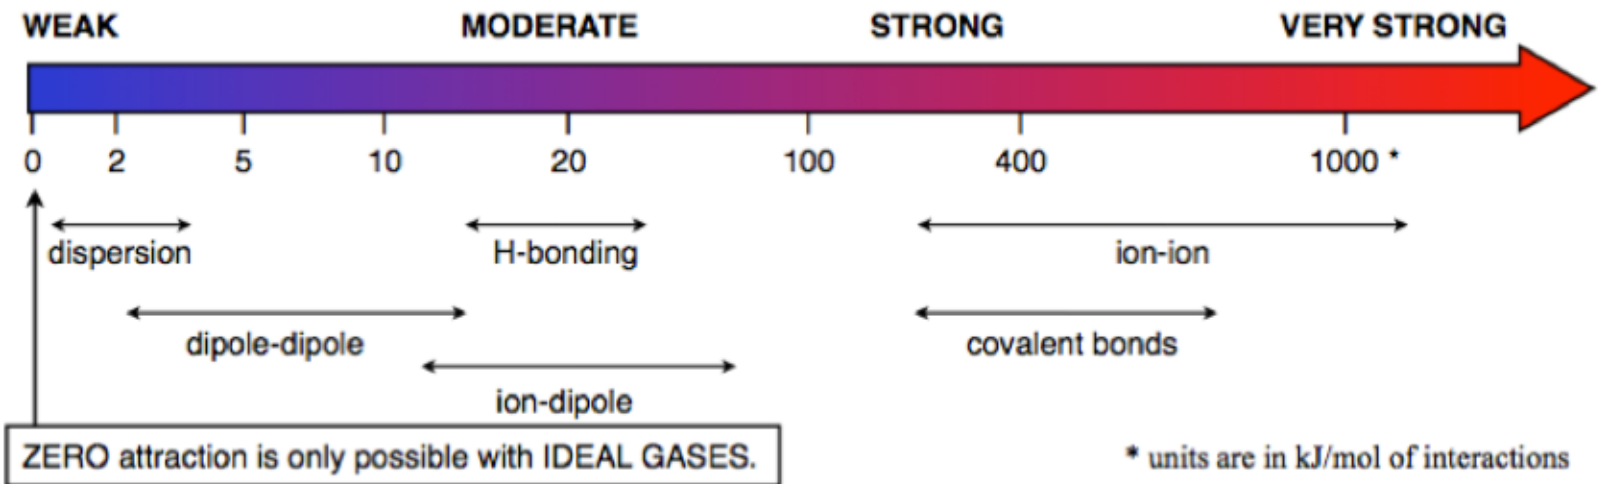 WEAK MODERATE STRONG VERY STRONG
0 2 5 10 20 100 400 1000 *
dispersion H-bonding ion-ion
dipole-dipole covalent bonds
ion-dipole
ZERO attraction is only possible with IDEAL GASES.
* units are in kJ/mol of interactions